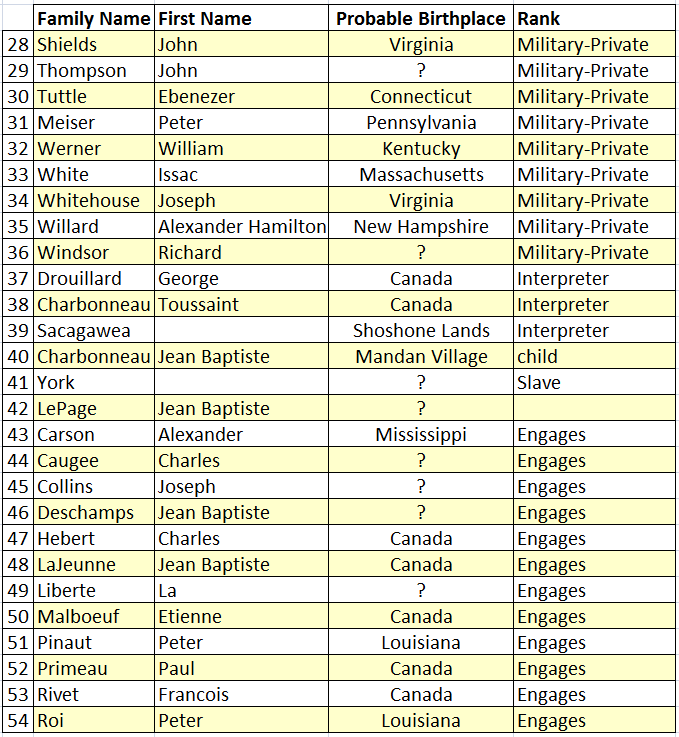 Family Name First Name Probable Birthplace Rank
28 Shields John Virginia Military-Private
29 Thompson John ? Military-Private
30 Tuttle Ebenezer Connecticut Military-Private
31 Meiser Peter Pennsylvania Military-Private
32 Werner William Kentucky Military-Private
33 White Issac Massachusetts Military-Private
34 Whitehouse Joseph Virginia Military-Private
35 Willard Alexander Hamilton New Hampshire Military-Private
36 Windsor Richard ? Military-Private
37 Drouillard George Canada Interpreter
38 Charbonneau Toussaint Canada Interpreter
39 Sacagawea Shoshone Lands Interpreter
40 Charbonneau Jean Baptiste Mandan Village child
41 York ? Slave
42 LePage Jean Baptiste ?
43 Carson Alexander Mississippi Engages
44 Caugee Charles ? Engages
45 Collins Joseph ? Engages
46 Deschamps Jean Baptiste ? Engages
47 Hebert Charles Canada Engages
48 LaJeunne Jean Baptiste Canada Engages
49 Liberte La ? Engages
50 Malboeuf Etienne Canada Engages
51 Pinaut Peter Louisiana Engages
52 Primeau Paul Canada Engages
53 Rivet Francois Canada Engages
54 Roi Peter Louisiana Engages